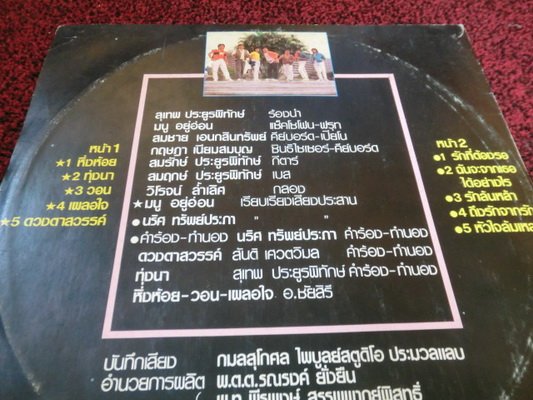 หน้า 1
★1 หิ่งห้อย
★2 ทุ่งนา
★3 วอน
★4 เผลอใจ
★5 ดวงตาสวรรค์
สุเทพ ประยูรพิทักษ์ ร้องนำ
มนู อยู่อ่อน แซ๊คโซโฟน-ฟรุท
สมชาย เอนกสินทรัพย์ คีย์บอร์ด-เปียโน
กฤษฎา เนียมสมบุญ ซินธิไซเซอร์-คีย์บอร์ด
สมรักษ์ ประยูรพิทักษ์ กีตาร์
สมฤกษ์ ประยูรพิทักษ์ เบส
วิโรจน์ ล้ำเลิศ กลอง
★มนู อยู่อ่อน เรียบเรียงเสียงประสาน
●นริศ ทรัพย์ประภา " "
●คำร้อง-ทำนอง นริศ ทรัพย์ประภา คำร้อง-ทำนอง
ดวงตาสวรรค์ สันติ เศวตวิมล คำร้อง-ทำนอง
ทุ่งนา สุเทพ ประยูรพิทักษ์ คำร้อง-ทำนอง
หิ่งห้อย-วอน-เผลอใจ อ.ชัยสิริ
หน้า 2
●1 รักที่ต้องรอ
●2 ฉันจะจากเธอ
ได้อย่างไร
●3 รักล้นหล้า
●4 ถึงรักจาก
●5 หัวใจล้มเหล
บันทึกเสียง กมลสุโกศล ไพบูลย์สตูดิโอ ประมวลแลบ
อำนวยการผลิต พ.ต.ต.รณรงค์ ยั่งยืน